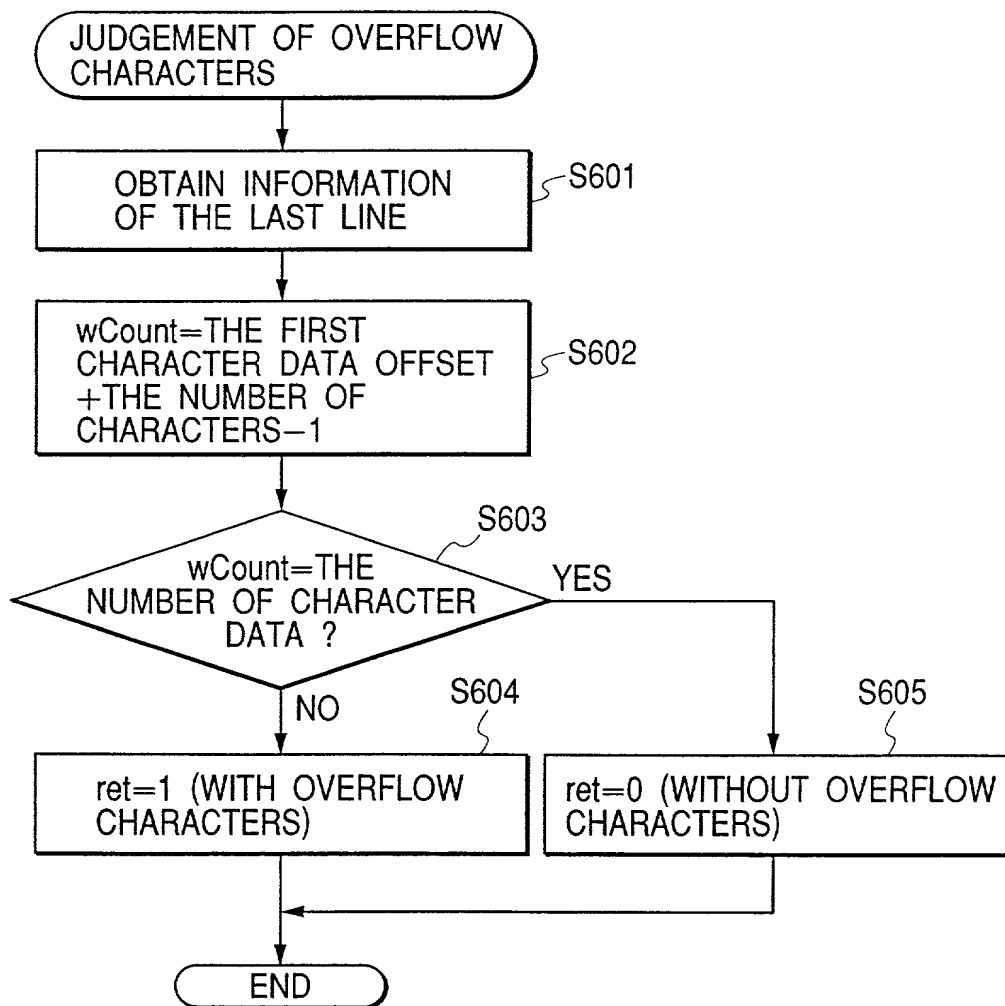 JUDGEMENT OF OVERFLOW
CHARACTERS
OBTAIN INFORMATION
OF THE LAST LINE
S601
wCount=THE FIRST
CHARACTER DATA OFFSET
+THE NUMBER OF
CHARACTERS−1
S602
S603
wCount=THE
NUMBER OF CHARACTER
DATA ?
YES
NO
S604
ret=1 (WITH OVERFLOW
CHARACTERS)
S605
ret=0 (WITHOUT OVERFLOW
CHARACTERS)
END